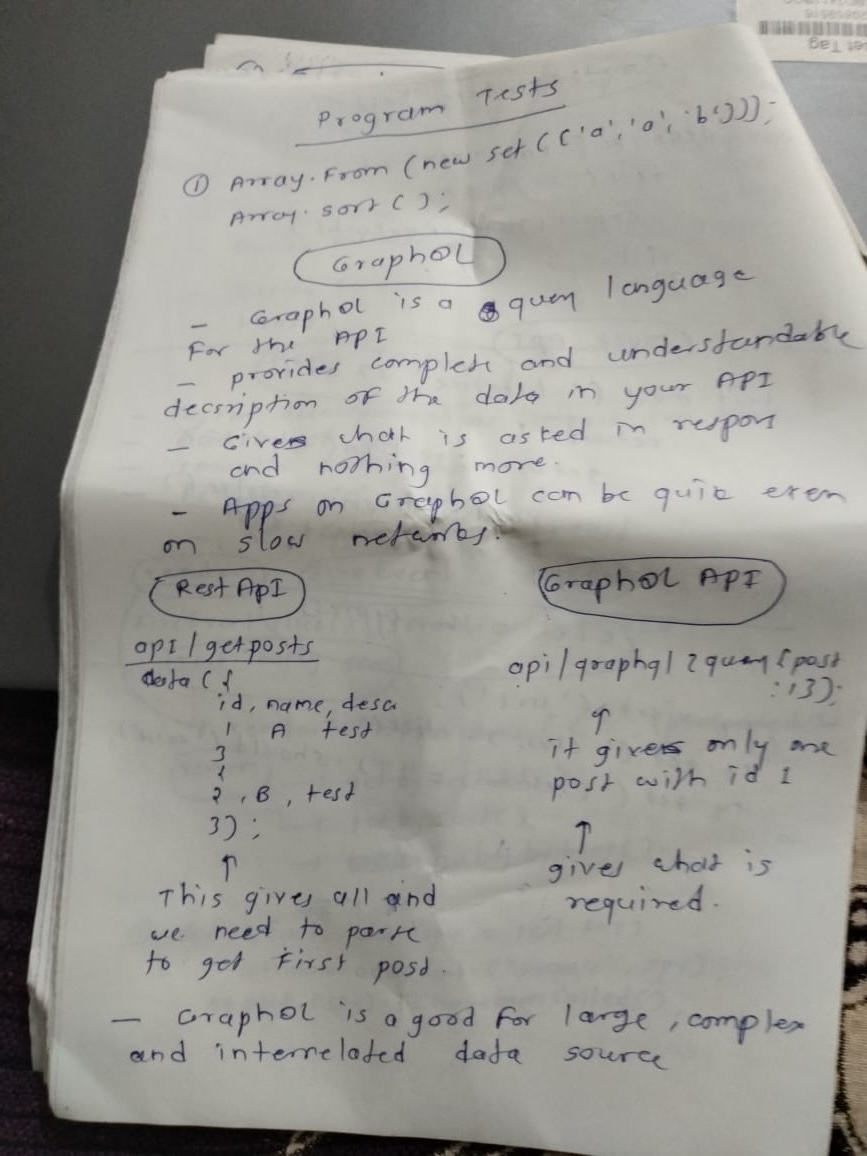 Program Tests
① Array.From (new set (['a', 'a', 'b']));
Array.sort();
GraphQL
- GraphQL is a query language
For the API
- provides complete and understandable
decsription of the data in your API
- Gives what is asked in respons
and nothing more.
- Apps on GraphQL can be quik even
on slow networks.
Rest ApI
api/getposts
data ({
id, name, desc
1 A test
}
{
2, B, test
});
↑
This gives all and
we need to parse
to get First post.
GraphQL API
api/graphql?query{post
:1});
↑
it gives only one
post with id 1
↑
gives what is
required.
- GraphQL is a good For large, complex
and interrelated data source
et Tag